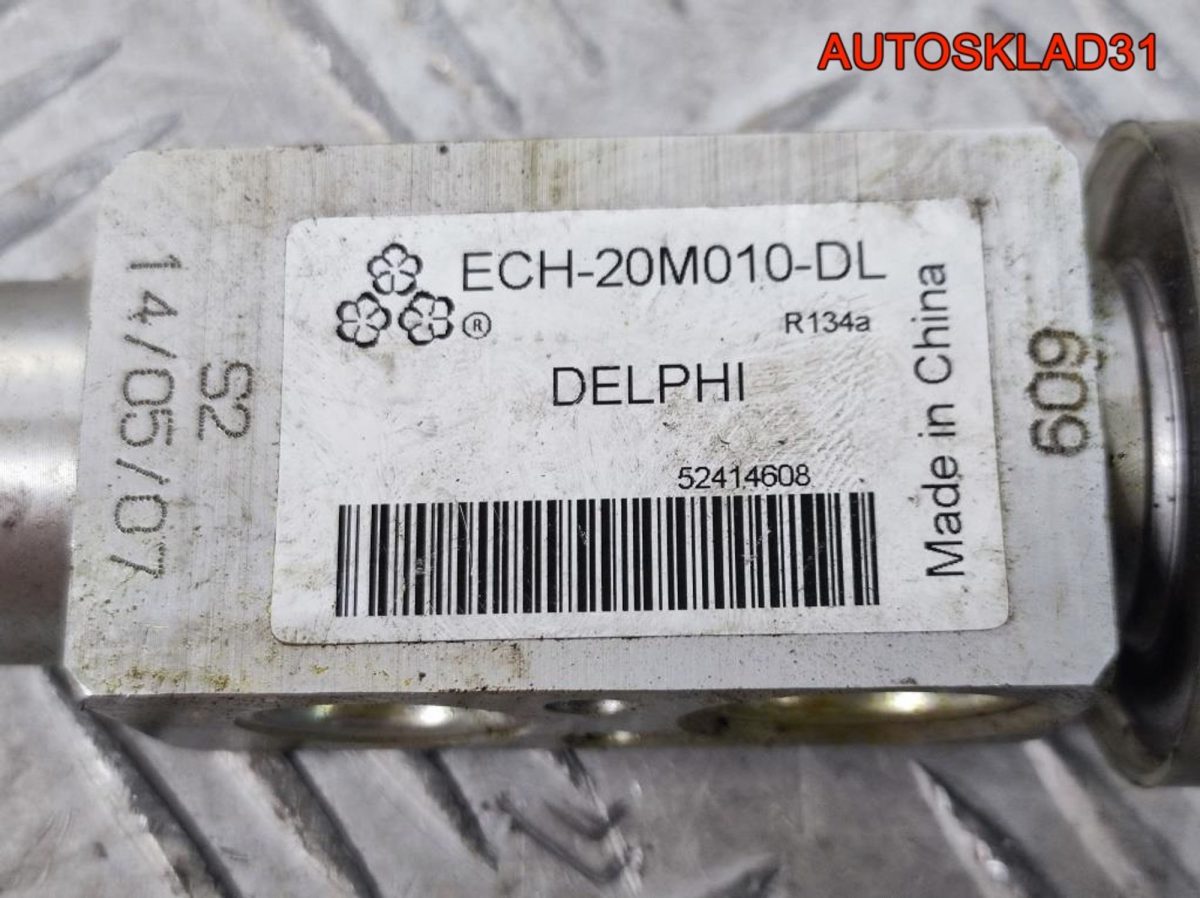 AUTOSKLAD31
ECH-20M010-DL
®
R134a
DELPHI
52414608
Made in China
S2
14/05/07
609